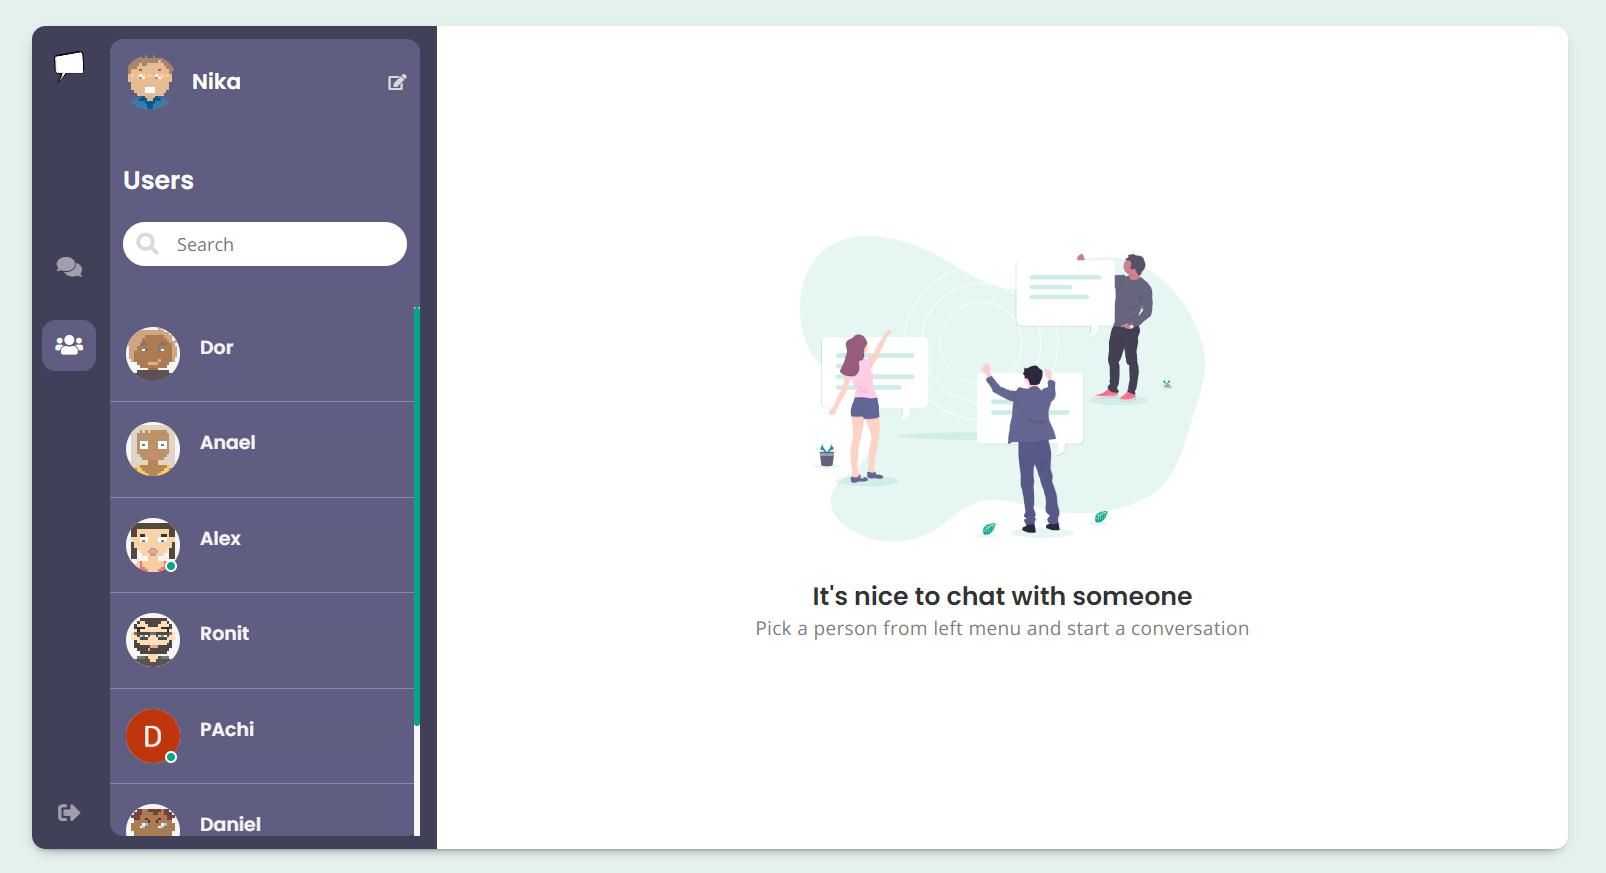 Nika
Users
Search
Dor
Anael
Alex
Ronit
D
PAchi
Daniel
It's nice to chat with someone
Pick a person from left menu and start a conversation